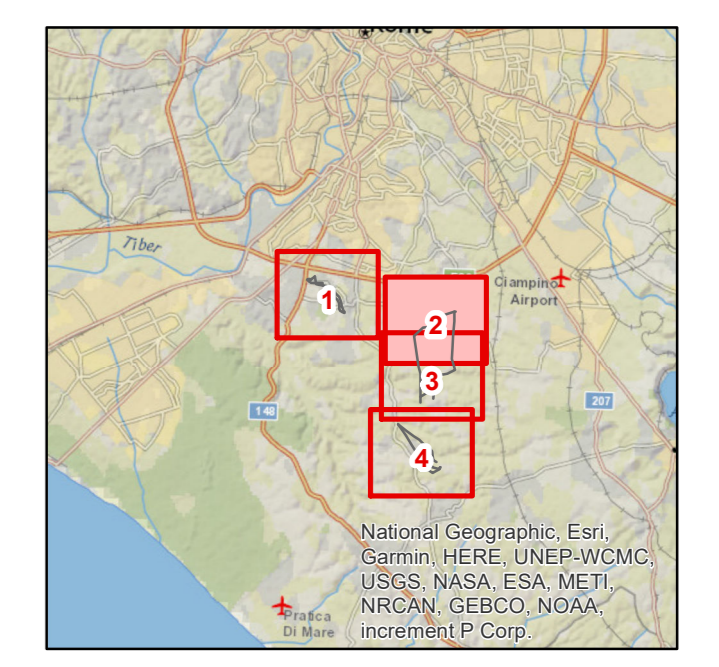 Rome
Tiber
Ciampino
Airport
1
2
3
148
207
4
National Geographic, Esri,
Garmin, HERE, UNEP-WCMC,
USGS, NASA, ESA, METI,
NRCAN, GEBCO, NOAA,
increment P Corp.
Pratica
Di Mare